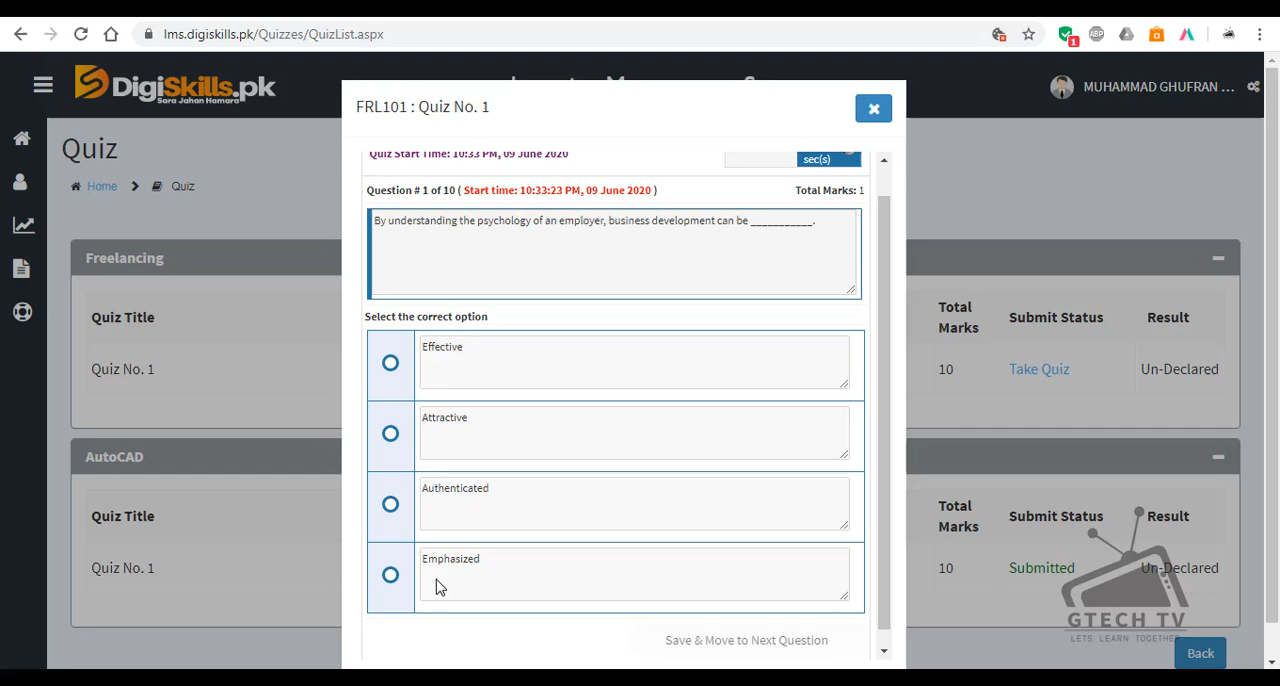 lms.digiskills.pk/Quizzes/QuizList.aspx
1
ABP
DigiSkills.pk
Sara Jahan Hamara
MUHAMMAD GHUFRAN ...
FRL101 : Quiz No. 1
Quiz
Home
Quiz
Quiz Start Time: 10:33 PM, 09 June 2020
sec(s)
Question # 1 of 10 ( Start time: 10:33:23 PM, 09 June 2020 )
Total Marks: 1
By understanding the psychology of an employer, business development can be ___________.
Select the correct option
Effective
Attractive
Authenticated
Emphasized
Save & Move to Next Question
Freelancing
Quiz Title
Total Marks
Submit Status
Result
Quiz No. 1
10
Take Quiz
Un-Declared
AutoCAD
Quiz Title
Total Marks
Submit Status
Result
Quiz No. 1
10
Submitted
Un-Declared
GTECH TV
LETS LEARN TOGETHER
Back